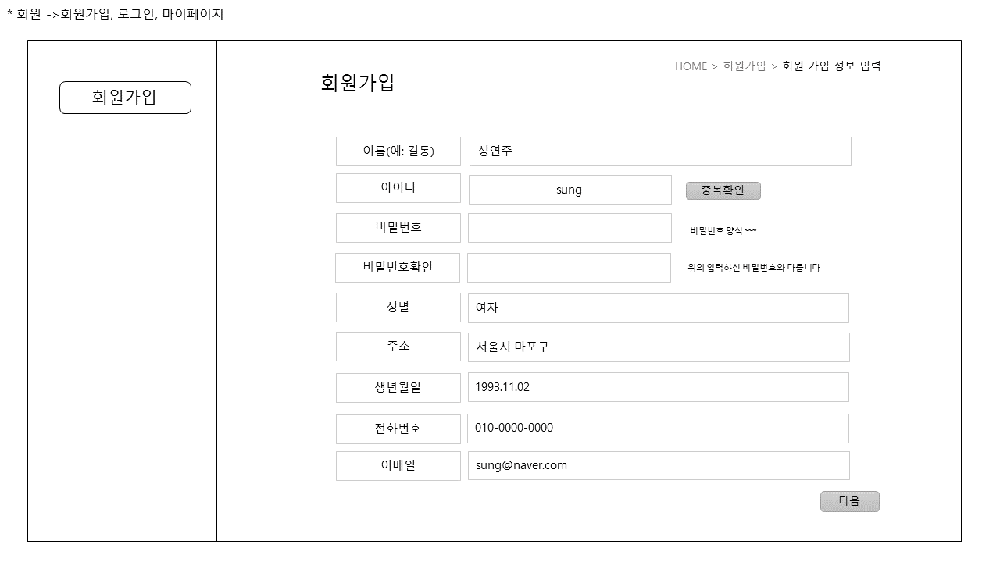 * 회원 ->회원가입, 로그인, 마이페이지
HOME > 회원가입 > 회원 가입 정보 입력
회원가입
회원가입
이름(예: 길동) 성연주
아이디 sung 중복확인
비밀번호 비밀번호 양식 ~~~
비밀번호확인 위의 입력하신 비밀번호와 다릅니다
성별 여자
주소 서울시 마포구
생년월일 1993.11.02
전화번호 010-0000-0000
이메일 sung@naver.com
다음